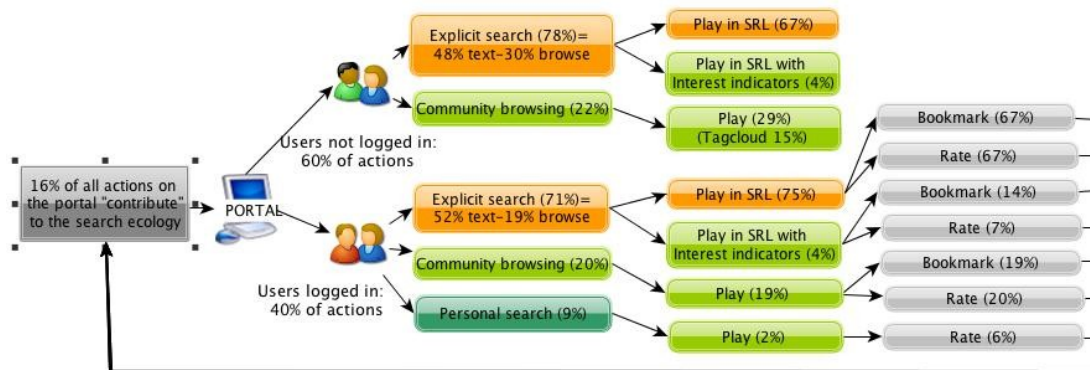 16% of all actions on
the portal "contribute"
to the search ecology
PORTAL
Users not logged in:
60% of actions
Explicit search (78%)=
48% text-30% browse
Community browsing (22%)
Play in SRL (67%)
Play in SRL with
Interest indicators (4%)
Play (29%)
(Tagcloud 15%)
Users logged in:
40% of actions
Explicit search (71%)=
52% text-19% browse
Community browsing (20%)
Personal search (9%)
Play in SRL (75%)
Play in SRL with
Interest indicators (4%)
Play (19%)
Play (2%)
Bookmark (67%)
Rate (67%)
Bookmark (14%)
Rate (7%)
Bookmark (19%)
Rate (20%)
Rate (6%)